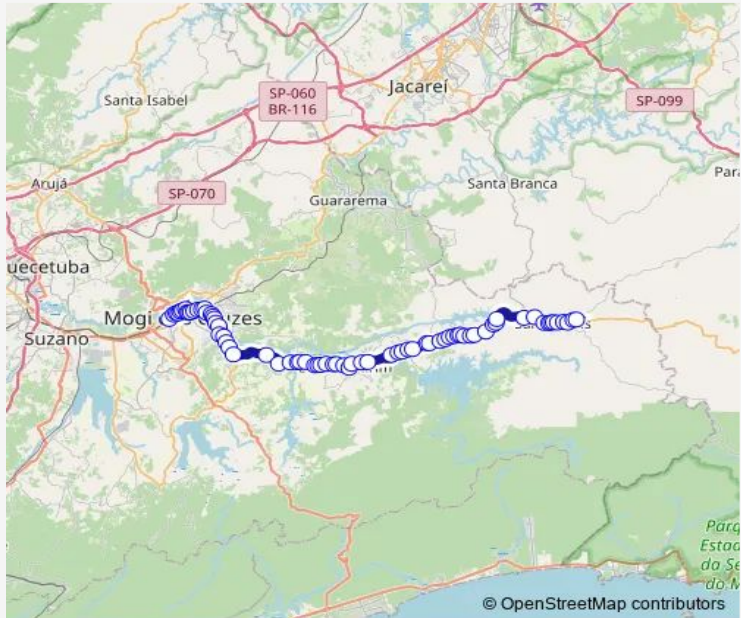 Jacareí
SP-060
BR-116
SP-099
Santa Isabel
Arujá
SP-070
Santa Branca
Para
Guararema
uecetuba
Mogi
uzes
Suzano
Parq
Estad
da Se
do M
© OpenStreetMap contributors